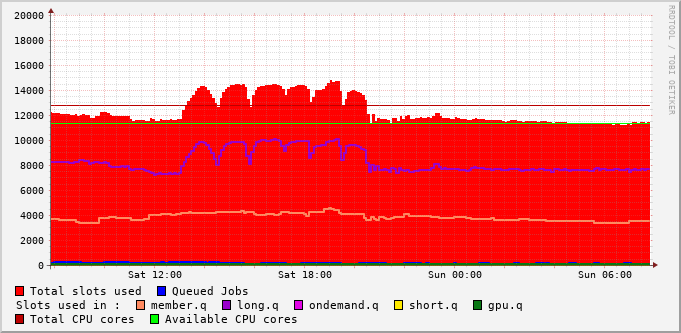 20000
18000
16000
14000
12000
10000
8000
6000
4000
2000
0
Sat 12:00 Sat 18:00 Sun 00:00 Sun 06:00
RRDTOOL / TOBI OETIKER
Total slots used Queued Jobs
Slots used in : member.q long.q ondemand.q short.q gpu.q
Total CPU cores Available CPU cores